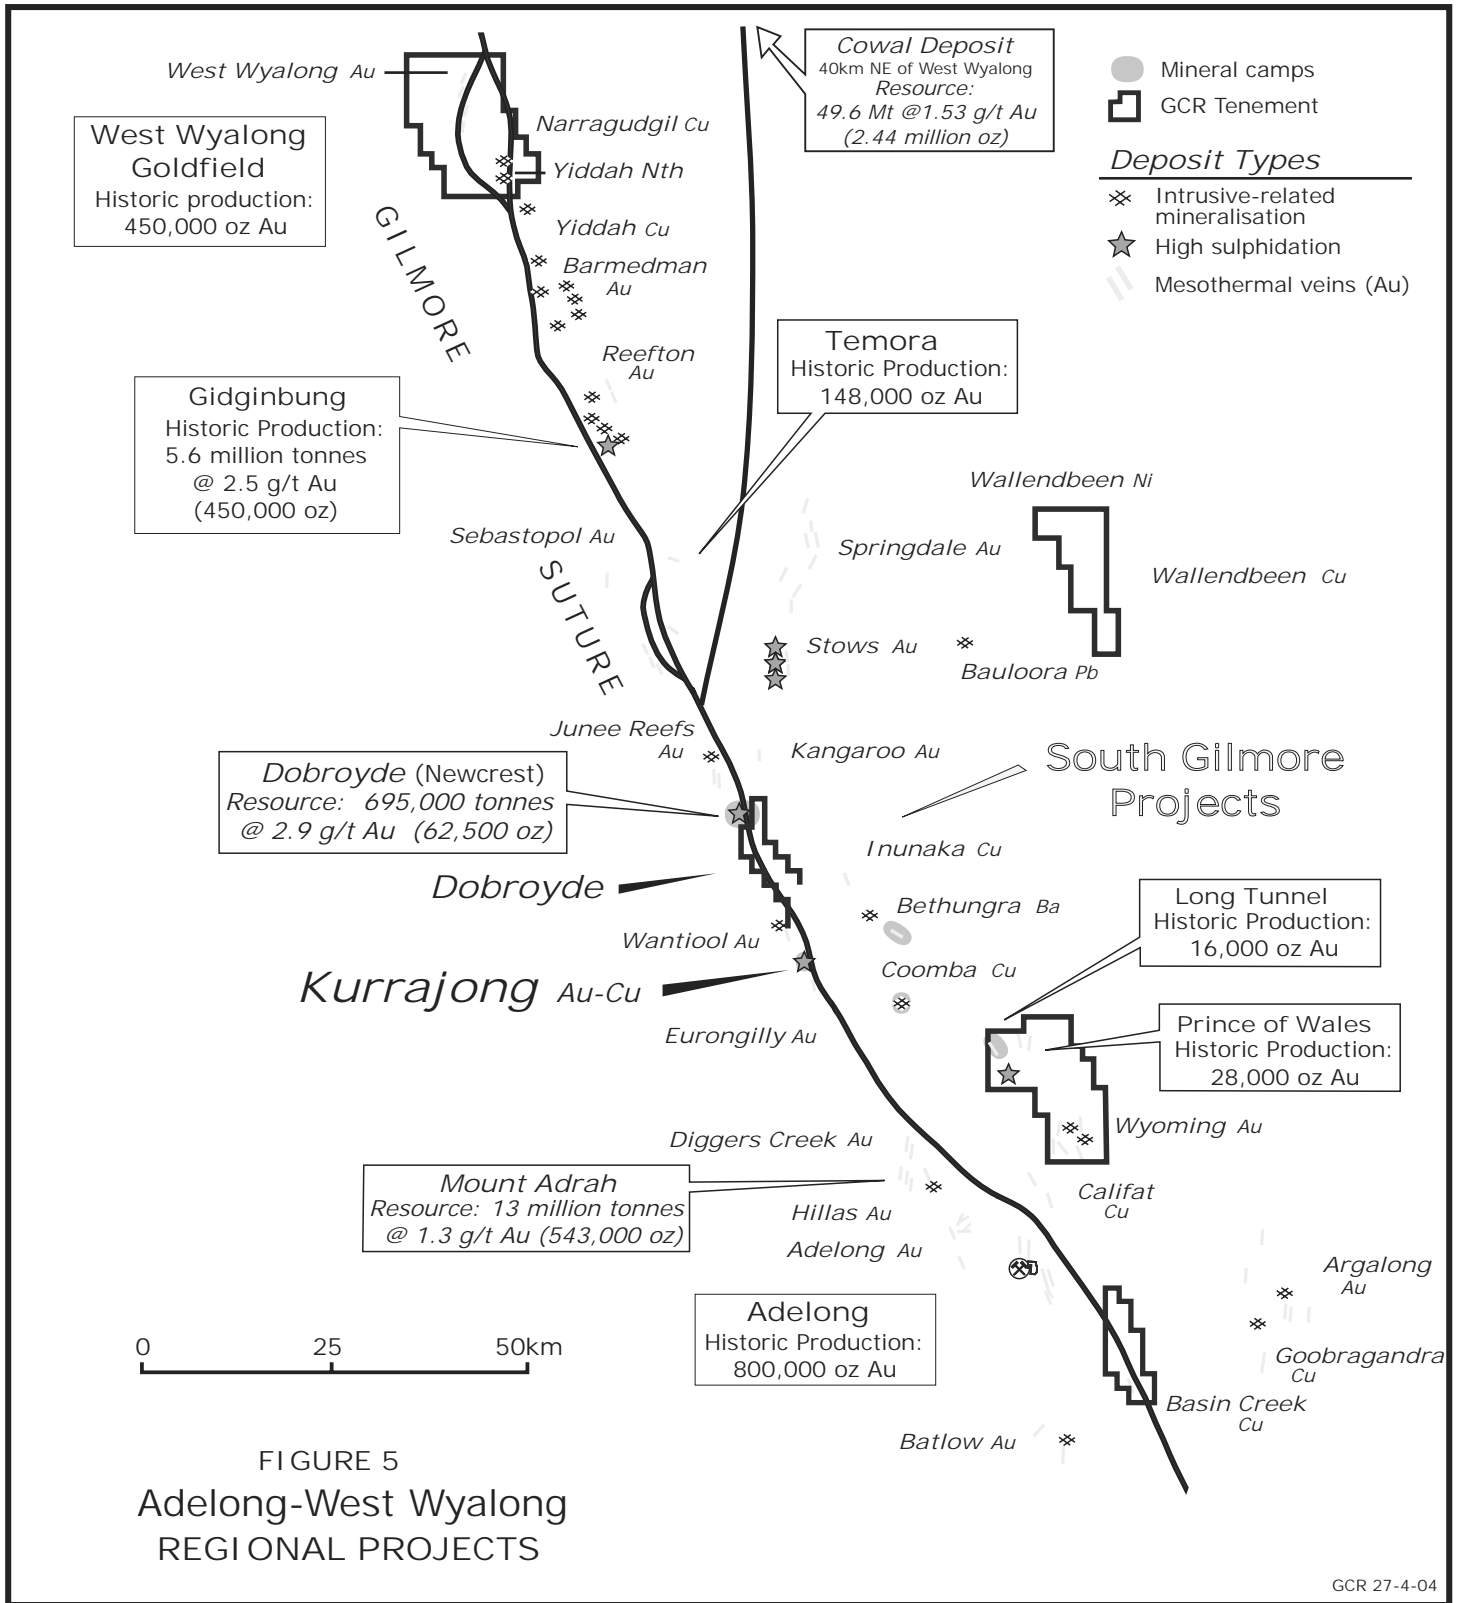 West Wyalong Au
West Wyalong
Goldfield
Historic production:
450,000 oz Au
Narragudgil Cu
Yiddah Nth
Yiddah Cu
Barmedman
Au
GILMORE
Reefton
Au
Cowal Deposit
40km NE of West Wyalong
Resource:
49.6 Mt @1.53 g/t Au
(2.44 million oz)
Mineral camps
GCR Tenement
Deposit Types
Intrusive-related
mineralisation
High sulphidation
Mesothermal veins (Au)
Temora
Historic Production:
148,000 oz Au
Gidginbung
Historic Production:
5.6 million tonnes
@ 2.5 g/t Au
(450,000 oz)
Sebastopol Au
SUTURE
Wallendbeen Ni
Springdale Au
Wallendbeen Cu
Stows Au
Bauloora Pb
Junee Reefs
Au
Kangaroo Au
South Gilmore
Projects
Dobroyde (Newcrest)
Resource: 695,000 tonnes
@ 2.9 g/t Au (62,500 oz)
Inunaka Cu
Dobroyde
Bethungra Ba
Long Tunnel
Historic Production:
16,000 oz Au
Wantiool Au
Coomba Cu
Kurrajong Au-Cu
Eurongilly Au
Prince of Wales
Historic Production:
28,000 oz Au
Wyoming Au
Diggers Creek Au
Mount Adrah
Resource: 13 million tonnes
@ 1.3 g/t Au (543,000 oz)
Califat
Cu
Hillas Au
Adelong Au
Argalong
Au
Adelong
Historic Production:
800,000 oz Au
Goobragandra
Cu
Basin Creek
Cu
Batlow Au
0 25 50km
FIGURE 5
Adelong-West Wyalong
REGIONAL PROJECTS
GCR 27-4-04